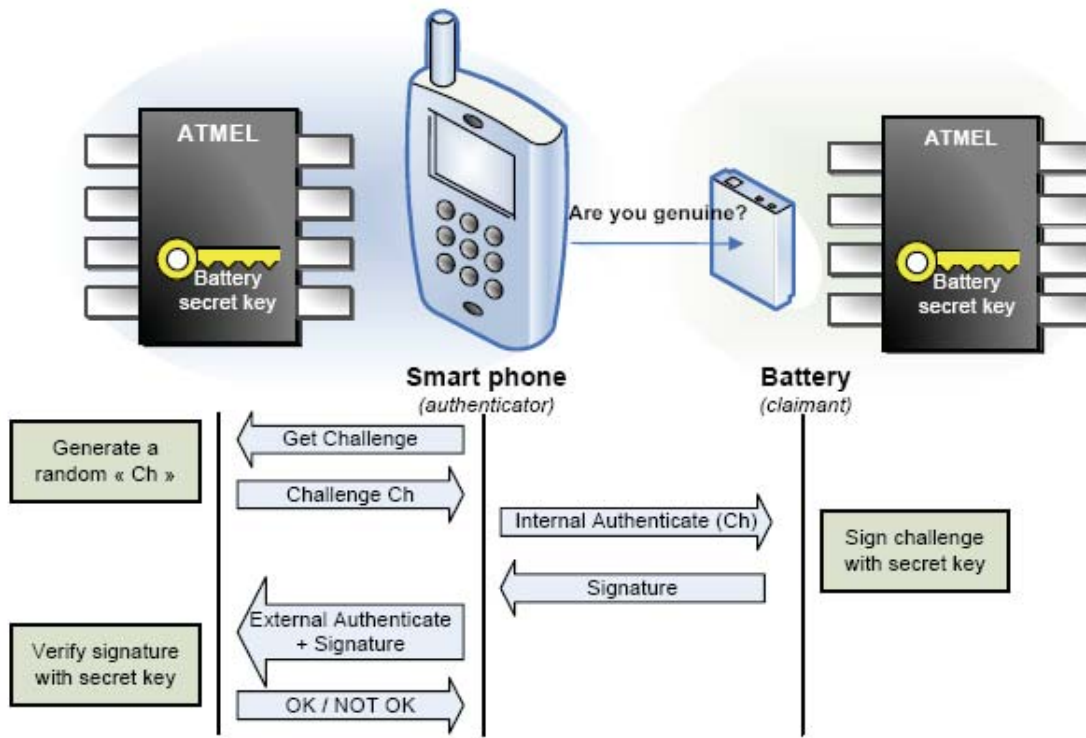 ATMEL
Battery
secret key
Are you genuine?
ATMEL
Battery
secret key
Smart phone
(authenticator)
Battery
(claimant)
Generate a
random « Ch »
Get Challenge
Challenge Ch
Internal Authenticate (Ch)
Sign challenge
with secret key
Signature
External Authenticate
+ Signature
Verify signature
with secret key
OK / NOT OK